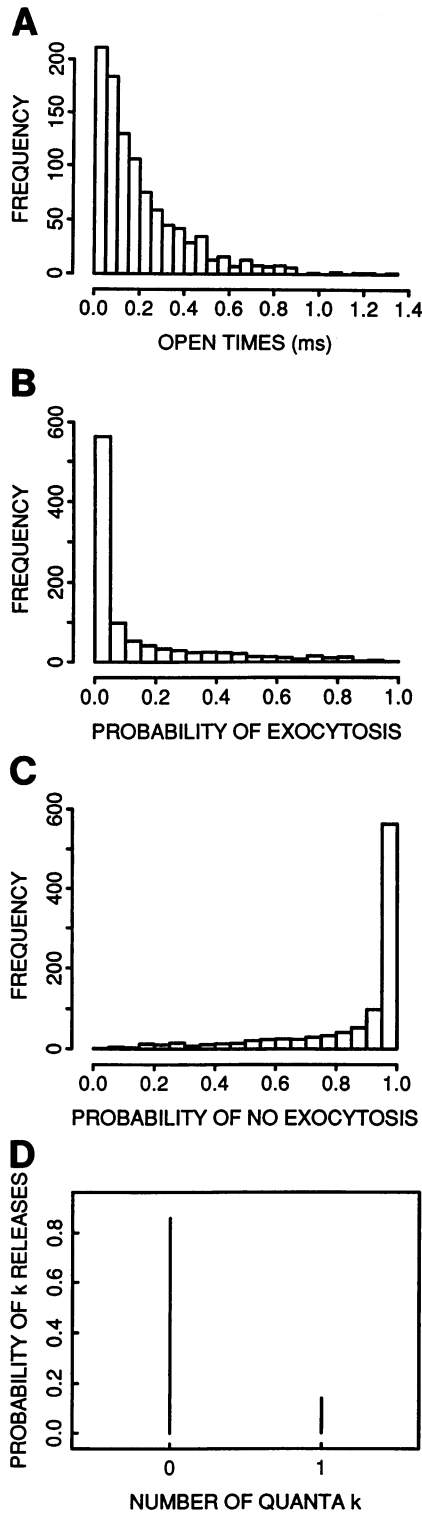 A
FREQUENCY
200
150
100
50
0
0.0 0.2 0.4 0.6 0.8 1.0 1.2 1.4
OPEN TIMES (ms)
B
FREQUENCY
600
400
200
0
0.0 0.2 0.4 0.6 0.8 1.0
PROBABILITY OF EXOCYTOSIS
C
FREQUENCY
600
400
200
0
0.0 0.2 0.4 0.6 0.8 1.0
PROBABILITY OF NO EXOCYTOSIS
D
PROBABILITY OF k RELEASES
0.8
0.6
0.4
0.2
0.0
0 1
NUMBER OF QUANTA k